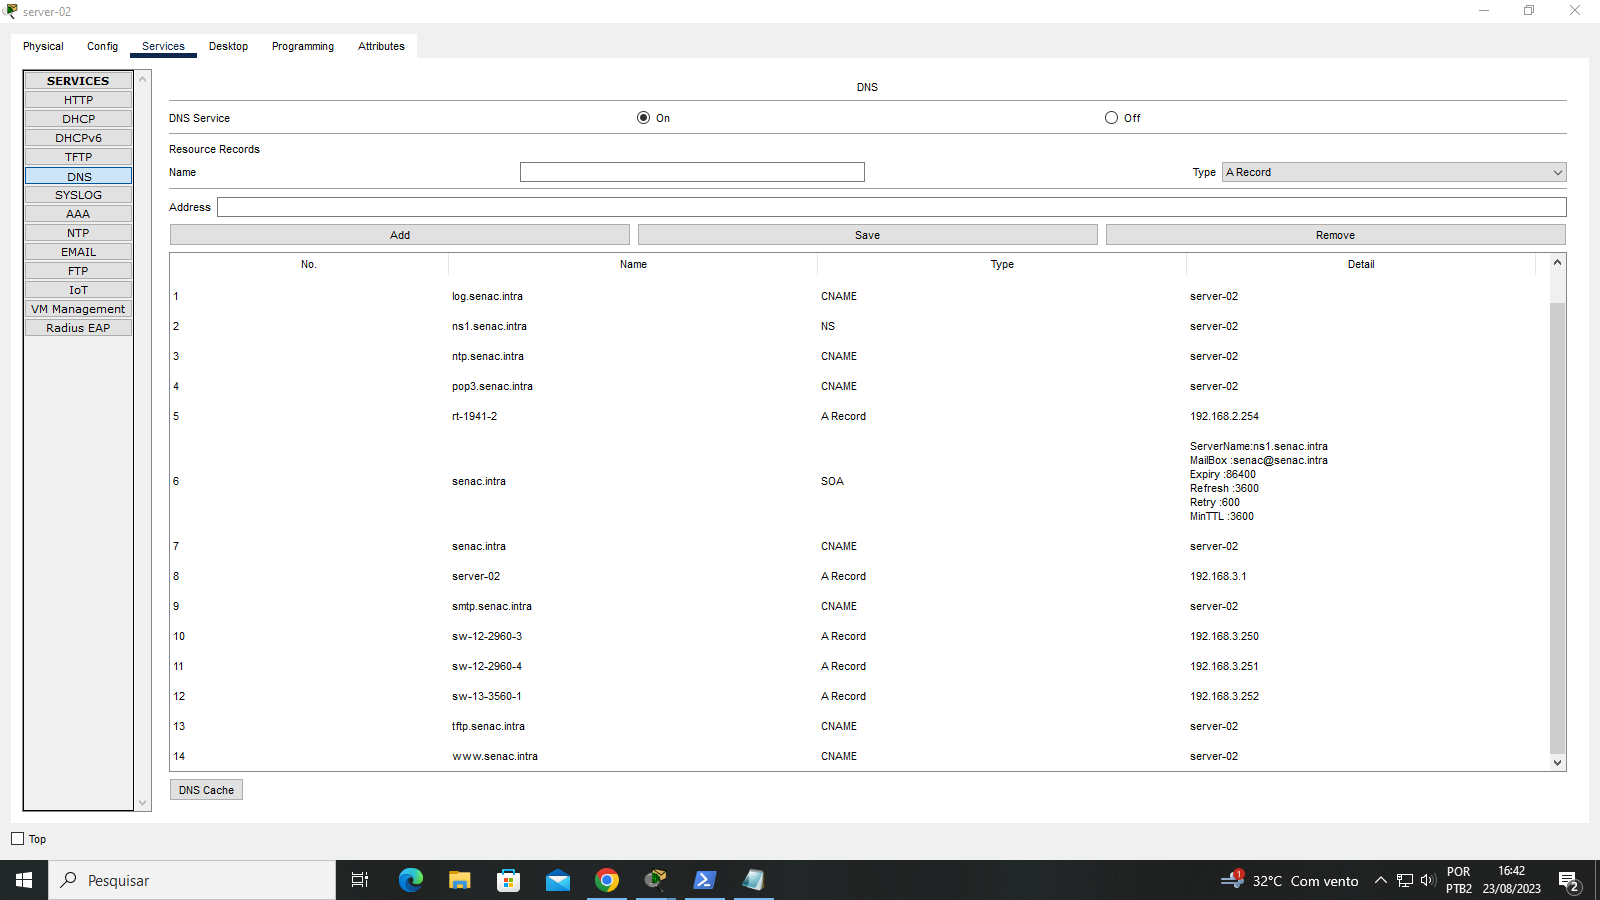 server-02
Physical Config Services Desktop Programming Attributes
SERVICES
HTTP
DHCP
DHCPv6
TFTP
DNS
SYSLOG
AAA
NTP
EMAIL
FTP
IoT
VM Management
Radius EAP
DNS
DNS Service On Off
Resource Records
Name Type A Record
Address
Add Save Remove
No. Name Type Detail
1 log.senac.intra CNAME server-02
2 ns1.senac.intra NS server-02
3 ntp.senac.intra CNAME server-02
4 pop3.senac.intra CNAME server-02
5 rt-1941-2 A Record 192.168.2.254
6 senac.intra SOA
ServerName:ns1.senac.intra
MailBox :senac@senac.intra
Expiry :86400
Refresh :3600
Retry :600
MinTTL :3600
7 senac.intra CNAME server-02
8 server-02 A Record 192.168.3.1
9 smtp.senac.intra CNAME server-02
10 sw-12-2960-3 A Record 192.168.3.250
11 sw-12-2960-4 A Record 192.168.3.251
12 sw-13-3560-1 A Record 192.168.3.252
13 tftp.senac.intra CNAME server-02
14 www.senac.intra CNAME server-02
DNS Cache
Top
Pesquisar
1
32°C Com vento
POR
PTB2
16:42
23/08/2023
2